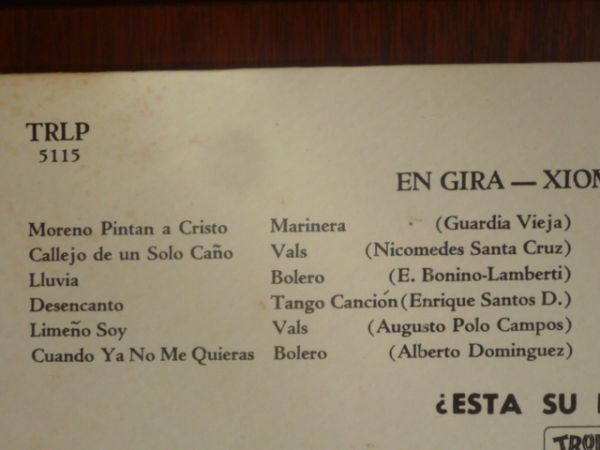 TRLP
5115
EN GIRA — XIOM
Moreno Pintan a Cristo Marinera (Guardia Vieja)
Callejo de un Solo Caño Vals (Nicomedes Santa Cruz)
Lluvia Bolero (E. Bonino-Lamberti)
Desencanto Tango Canción (Enrique Santos D.)
Limeño Soy Vals (Augusto Polo Campos)
Cuando Ya No Me Quieras Bolero (Alberto Dominguez)
¿ESTA SU